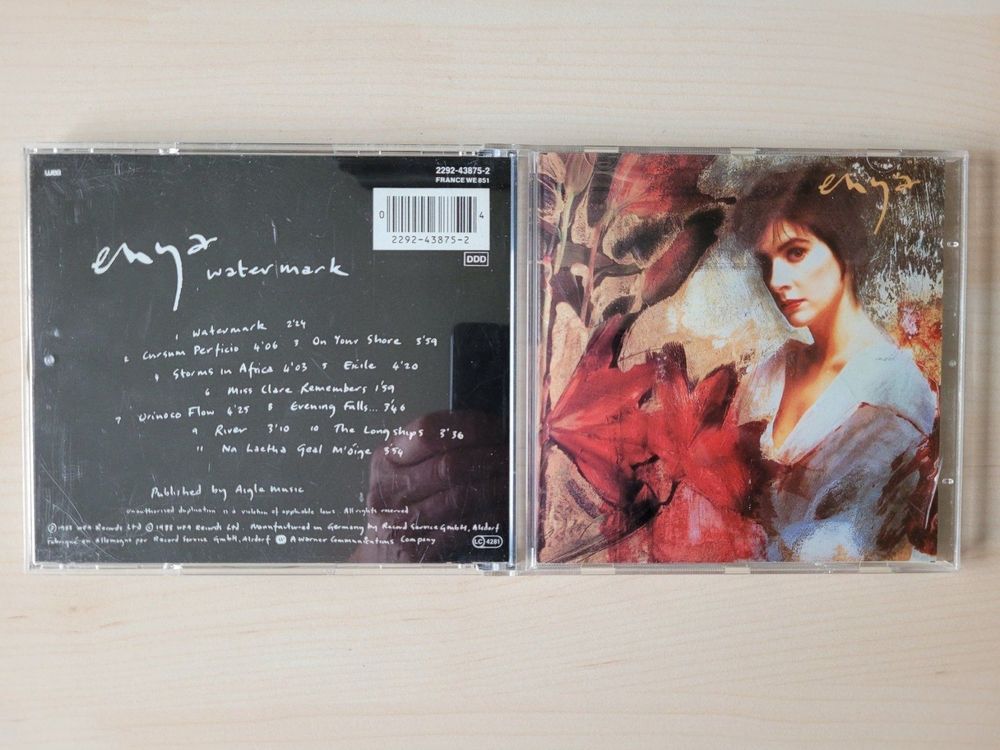 wea
2292-43875-2
FRANCE WE 851
0 4
2292-43875-2
DDD
enya
watermark
1 Watermark 2'24
2 Cursum Perficio 4'06 3 On Your Shore 3'59
4 Storms in Africa 4'03 5 Exile 4'20
6 Miss Clare Remembers 1'59
7 Orinoco Flow 4'25 8 Evening Falls... 3'46
9 River 3'10 10 The Longships 3'36
11 Na Laetha Geal M'óige 3'54
Published by Aigle Music
Unauthorised duplication is a violation of applicable laws. All rights reserved
℗ 1988 WEA Records Ltd © 1988 WEA Records Ltd. Manufactured in Germany by Record Service GmbH, Alsdorf
Fabriqué en Allemagne par Record Service GmbH, Alsdorf. A Warner Communications Company
LC 4281
enya